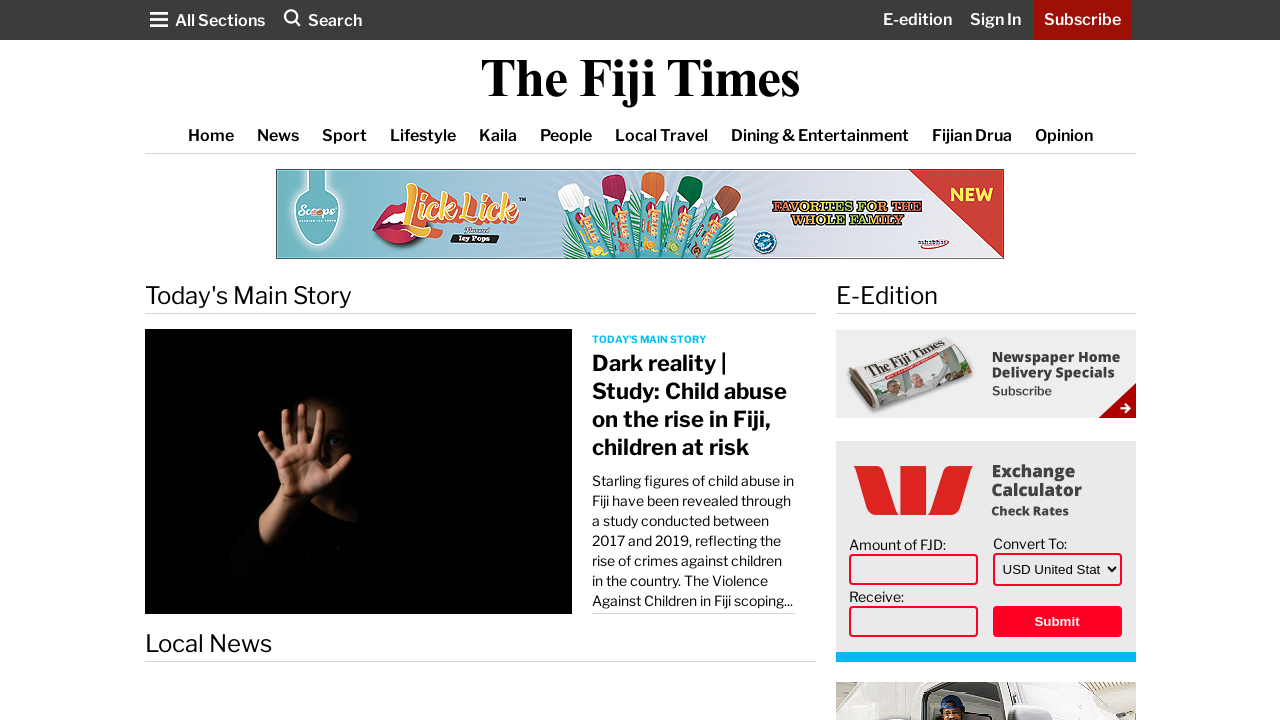 All Sections
Search
E-edition
Sign In
Subscribe
The Fiji Times
Home News Sport Lifestyle Kaila People Local Travel Dining & Entertainment Fijian Drua Opinion
Scoops
LickLick™
Flavored
Icy Pops
FAVORITES FOR THE
WHOLE FAMILY
NEW
Today's Main Story
TODAY'S MAIN STORY
Dark reality |
Study: Child abuse
on the rise in Fiji,
children at risk
Starling figures of child abuse in
Fiji have been revealed through
a study conducted between
2017 and 2019, reflecting the
rise of crimes against children
in the country. The Violence
Against Children in Fiji scoping...
Local News
E-Edition
The Fiji Times
Newspaper Home
Delivery Specials
Subscribe
Exchange
Calculator
Check Rates
Amount of FJD:
Convert To:
USD United Stat
Receive:
Submit